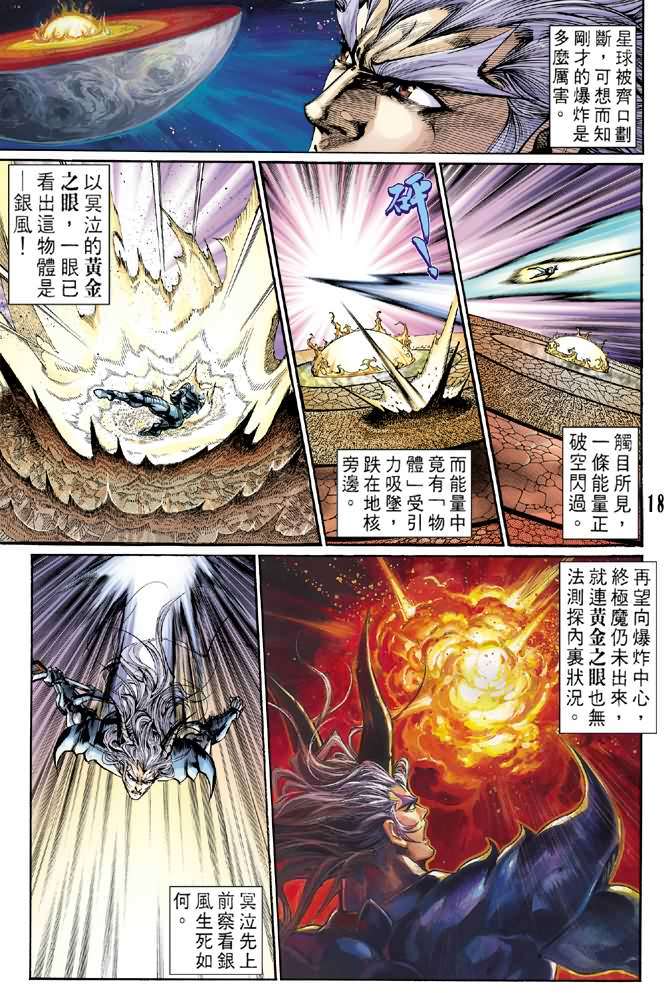 星球被齊口劃
斷，可想而知
剛才的爆炸是
多麼厲害。
觸目所見，
一條能量正
破空閃過。
砰！
而能量中
竟有「物
體」受引
力吸墜，
跌在地核
旁邊。
以冥泣的黃金
之眼，一眼已
看出這物體是
—銀風！
18
再望向爆炸中心，
終極魔仍未出來，
就連黃金之眼也無
法測探內裏狀況。
冥泣先上
前察看銀
風生死如
何。